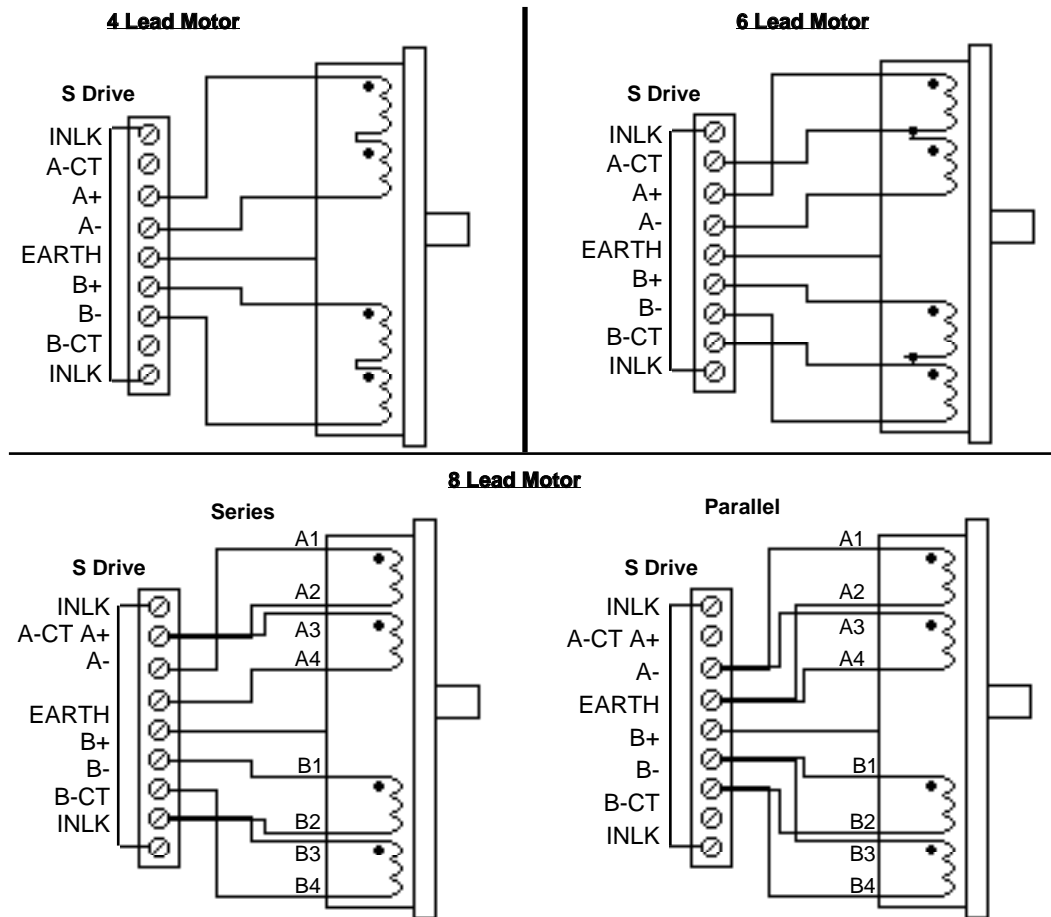 4 Lead Motor
S Drive
INLK
A-CT
A+
A-
EARTH
B+
B-
B-CT
INLK
6 Lead Motor
S Drive
INLK
A-CT
A+
A-
EARTH
B+
B-
B-CT
INLK
8 Lead Motor
Series
S Drive
INLK
A-CT A+
A-
EARTH
B+
B-
B-CT
INLK
A1
A2
A3
A4
B1
B2
B3
B4
Parallel
S Drive
INLK
A-CT A+
A-
EARTH
B+
B-
B-CT
INLK
A1
A2
A3
A4
B1
B2
B3
B4